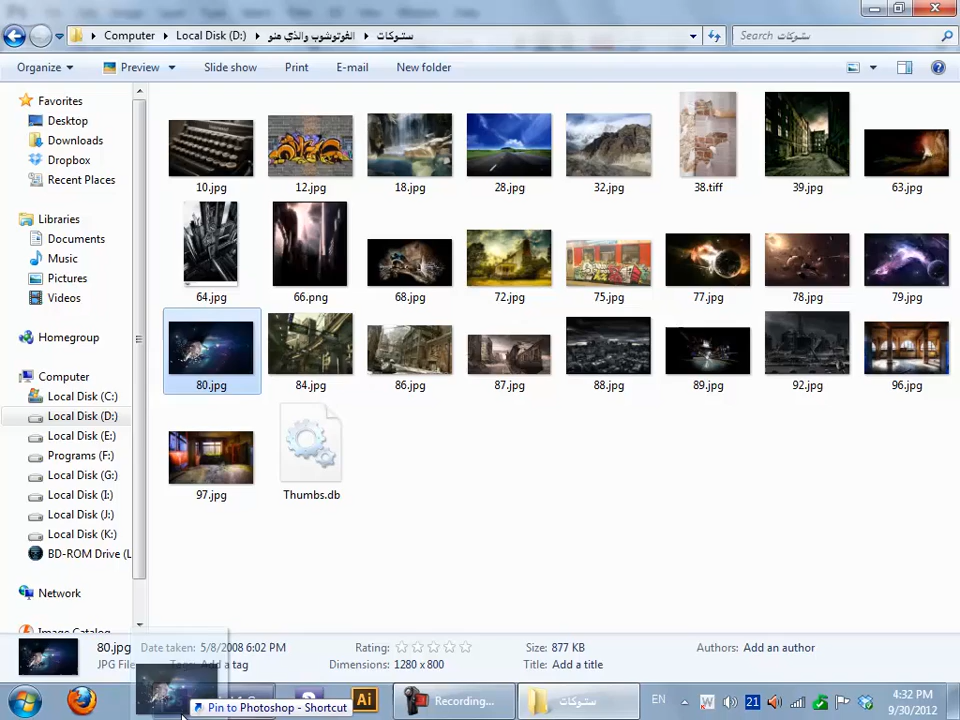 Computer
Local Disk (D:)
الفوتوشوب والذي منو
ستوكات
Search ستوكات
Organize
Preview
Slide show
Print
E-mail
New folder
Favorites
Desktop
Downloads
Dropbox
Recent Places
Libraries
Documents
Music
Pictures
Videos
Homegroup
Computer
Local Disk (C:)
Local Disk (D:)
Local Disk (E:)
Programs (F:)
Local Disk (G:)
Local Disk (I:)
Local Disk (J:)
Local Disk (K:)
BD-ROM Drive (L
Network
Image Catalog
10.jpg
12.jpg
18.jpg
28.jpg
32.jpg
38.tiff
39.jpg
63.jpg
64.jpg
66.png
68.jpg
72.jpg
75.jpg
77.jpg
78.jpg
79.jpg
80.jpg
84.jpg
86.jpg
87.jpg
88.jpg
89.jpg
92.jpg
96.jpg
97.jpg
Thumbs.db
80.jpg
JPG File
Date taken: 5/8/2008 6:02 PM
Tags: Add a tag
Rating:
Dimensions: 1280 x 800
Size: 877 KB
Title: Add a title
Authors: Add an author
Pin to Photoshop - Shortcut
Ai
Recording...
ستوكات
EN
21
4:32 PM
9/30/2012